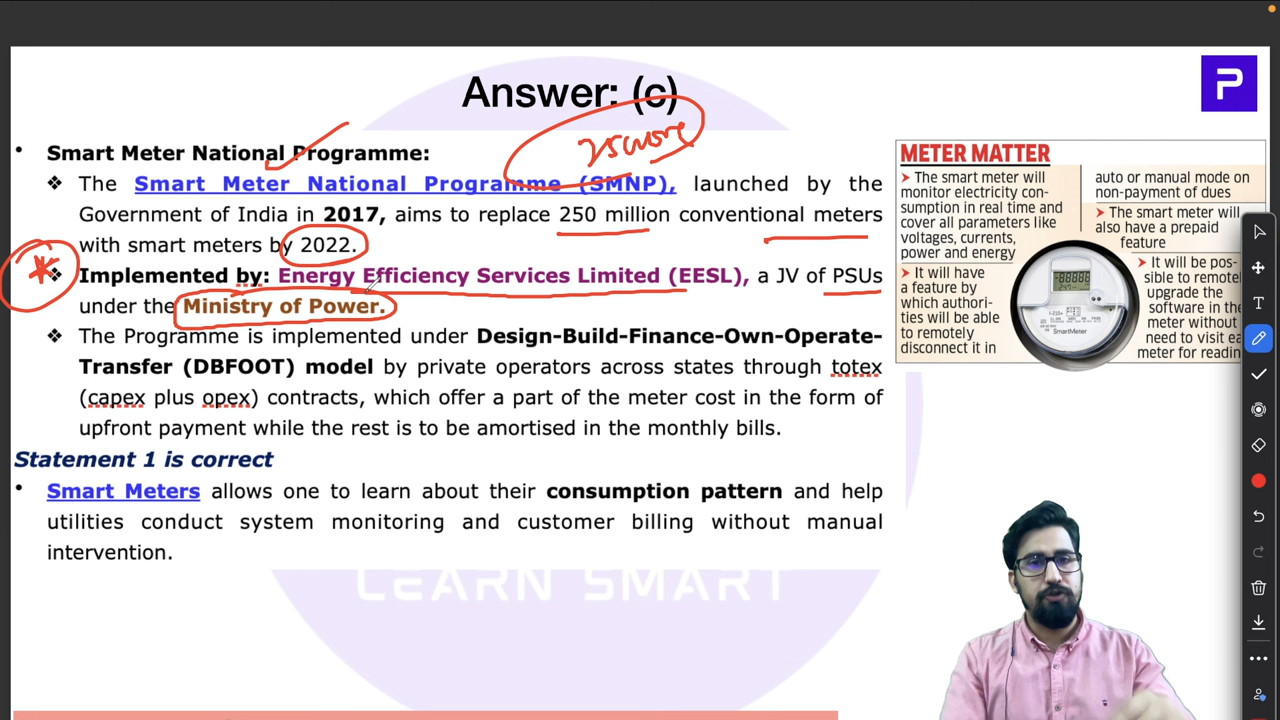 Answer: (c)
P
25 crore
• Smart Meter National Programme:
❖ The Smart Meter National Programme (SMNP), launched by the
Government of India in 2017, aims to replace 250 million conventional meters
with smart meters by 2022.
❖ Implemented by: Energy Efficiency Services Limited (EESL), a JV of PSUs
under the Ministry of Power.
❖ The Programme is implemented under Design-Build-Finance-Own-Operate-
Transfer (DBFOOT) model by private operators across states through totex
(capex plus opex) contracts, which offer a part of the meter cost in the form of
upfront payment while the rest is to be amortised in the monthly bills.
Statement 1 is correct
• Smart Meters allows one to learn about their consumption pattern and help
utilities conduct system monitoring and customer billing without manual
intervention.
LEARN SMART
METER MATTER
➤ The smart meter will
monitor electricity con-
sumption in real time and
cover all parameters like
voltages, currents,
power and energy
➤ It will have
a feature by
which authori-
ties will be able
to remotely
disconnect it in
auto or manual mode on
non-payment of dues
➤ The smart meter will
also have a prepaid
feature
➤ It will be pos-
sible to remotel
upgrade the
software in the
meter without
need to visit ea
meter for readin
SmartMeter
T